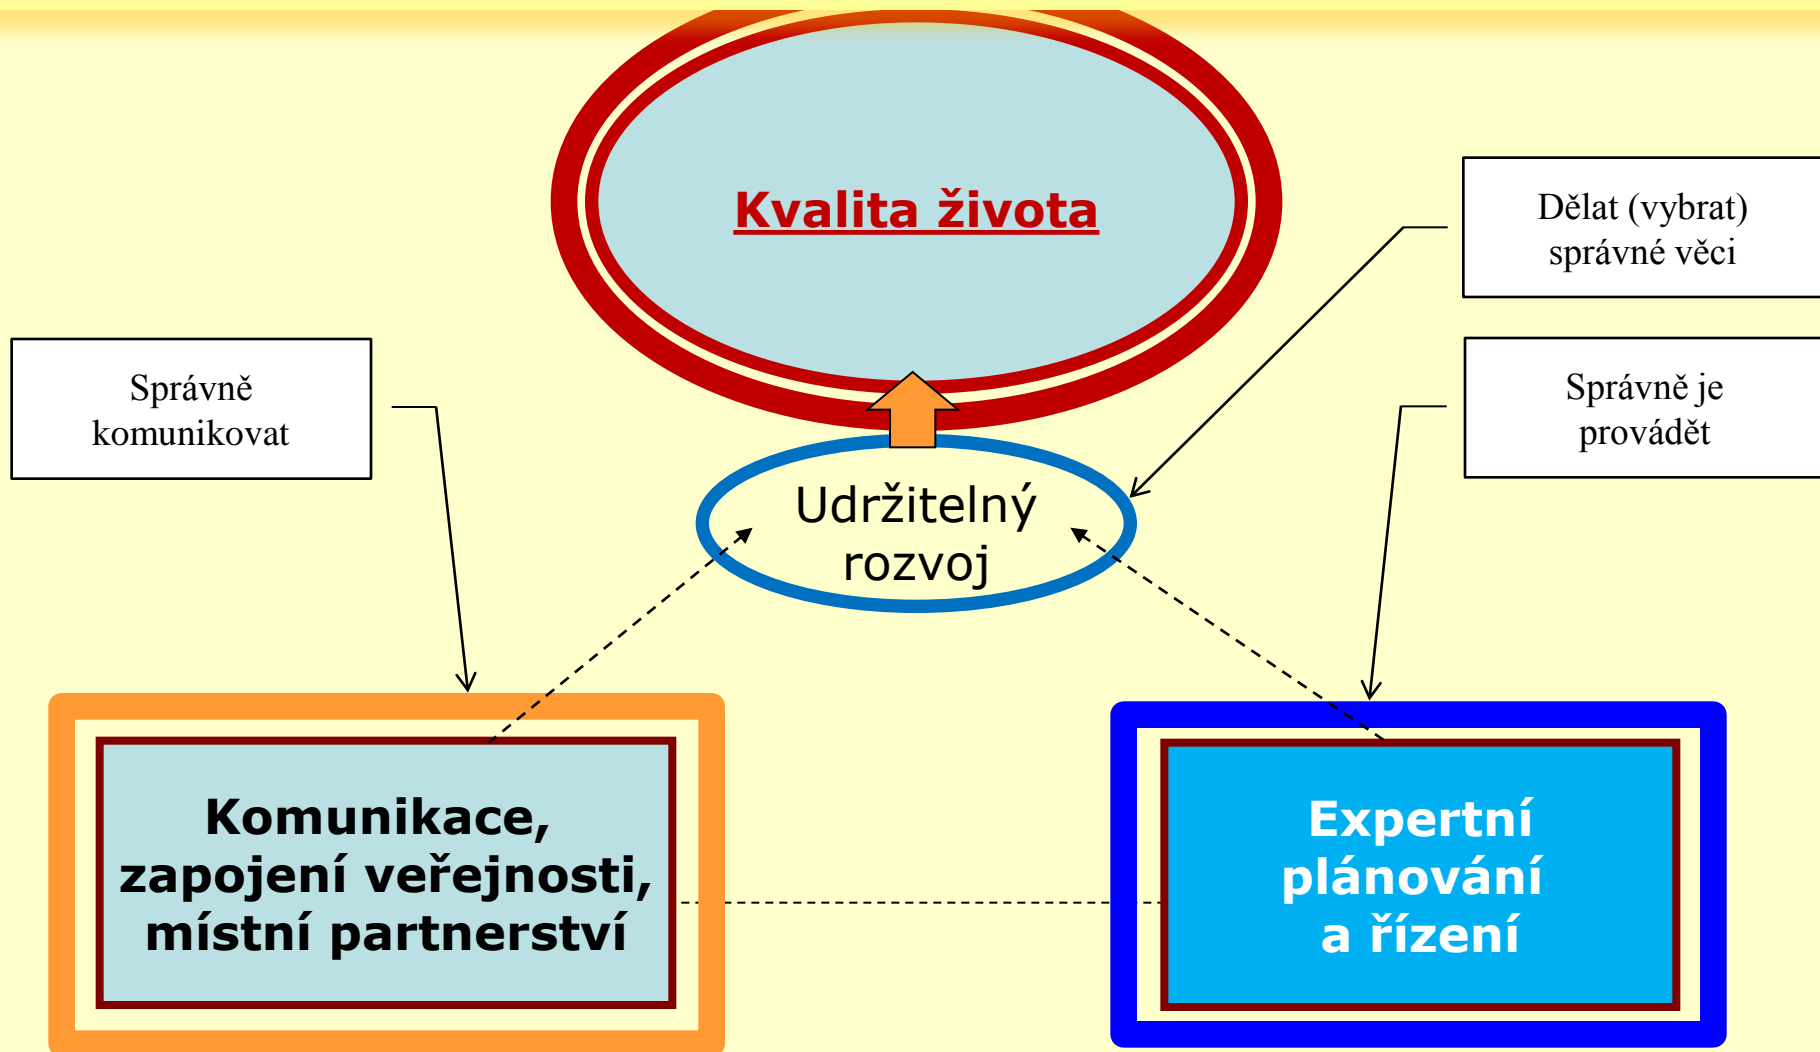 Kvalita života
Dělat (vybrat)
správné věci
Správně
komunikovat
Správně je
provádět
Udržitelný
rozvoj
Komunikace,
zapojení veřejnosti,
místní partnerství
Expertní
plánování
a řízení